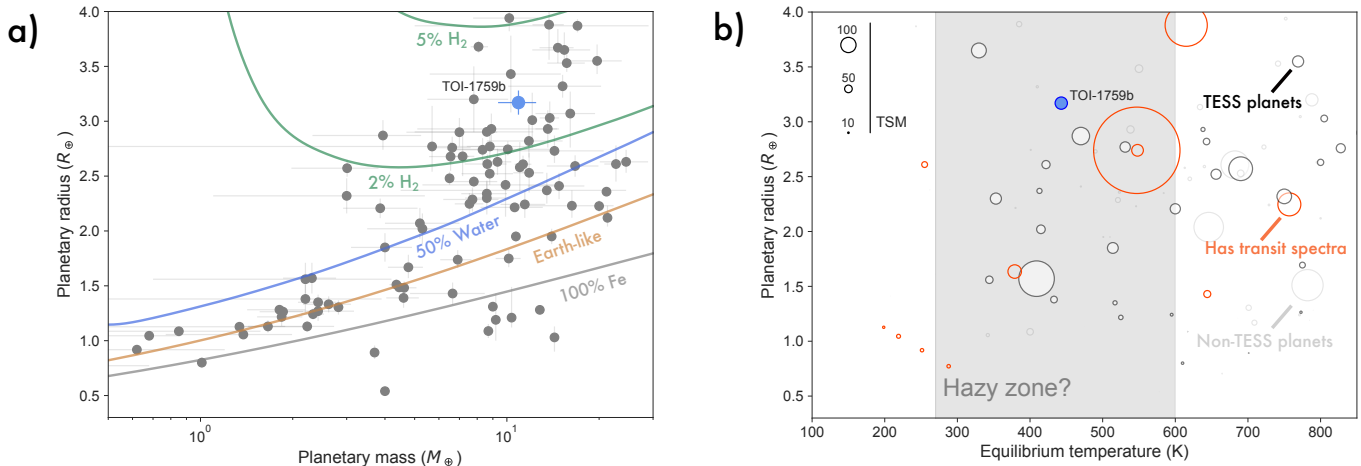 a)
4.0
3.5
3.0
2.5
2.0
1.5
1.0
0.5
Planetary radius (R⊕)
5% H₂
TOI-1759b
2% H₂
50% Water
Earth-like
100% Fe
10⁰
10¹
Planetary mass (M⊕)
b)
4.0
3.5
3.0
2.5
2.0
1.5
1.0
0.5
Planetary radius (R⊕)
100
50
10
TSM
TOI-1759b
TESS planets
Has transit spectra
Non-TESS planets
Hazy zone?
100
200
300
400
500
600
700
800
Equilibrium temperature (K)